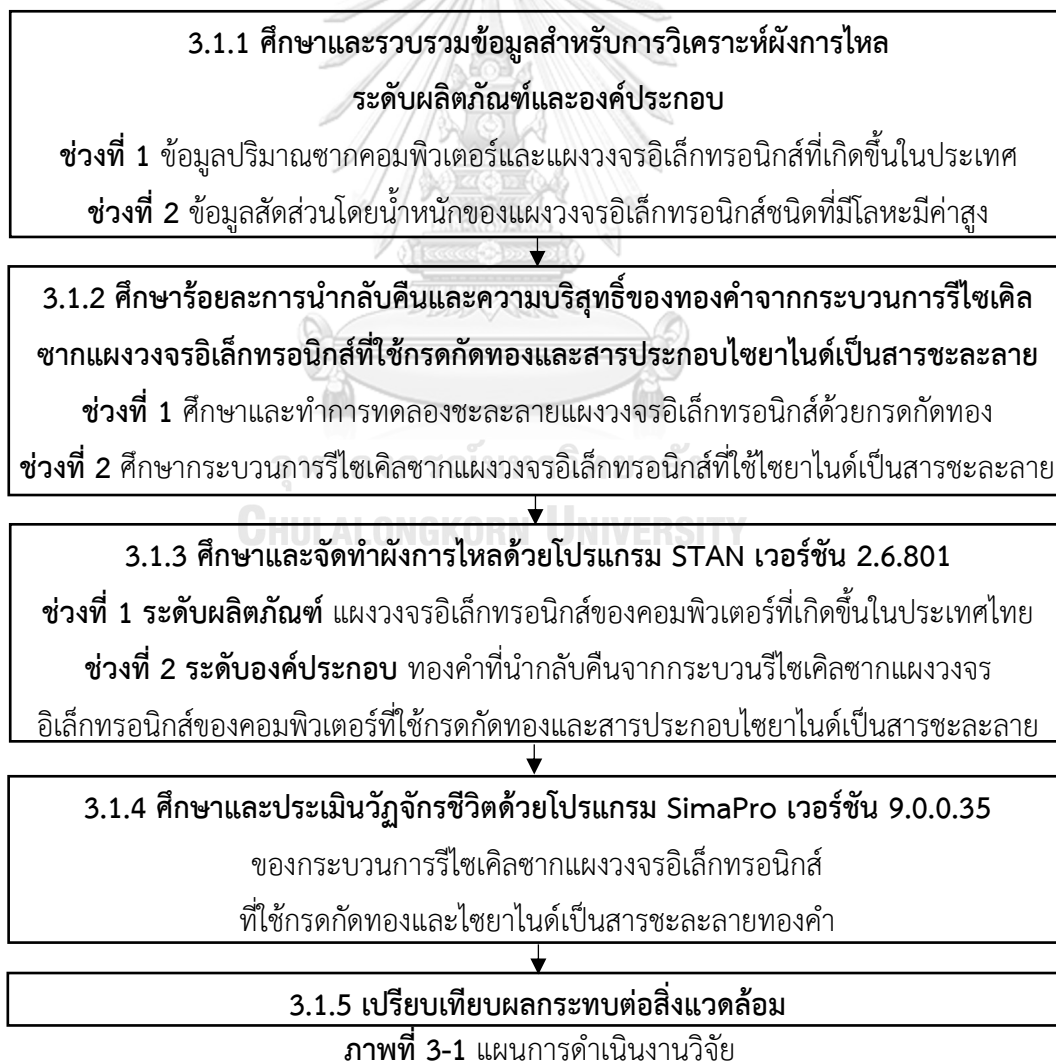 3.1.1 ศึกษาและรวบรวมข้อมูลสำหรับการวิเคราะห์ผังการไหล
ระดับผลิตภัณฑ์และองค์ประกอบ
ช่วงที่ 1 ข้อมูลปริมาณซากคอมพิวเตอร์และแผงวงจรอิเล็กทรอนิกส์ที่เกิดขึ้นในประเทศ
ช่วงที่ 2 ข้อมูลสัดส่วนโดยน้ำหนักของแผงวงจรอิเล็กทรอนิกส์ชนิดที่มีโลหะมีค่าสูง
3.1.2 ศึกษาร้อยละการนำกลับคืนและความบริสุทธิ์ของทองคำจากกระบวนการรีไซเคิล
ซากแผงวงจรอิเล็กทรอนิกส์ที่ใช้กรดกัดทองและสารประกอบไซยาไนด์เป็นสารชะละลาย
ช่วงที่ 1 ศึกษาและทำการทดลองชะละลายแผงวงจรอิเล็กทรอนิกส์ด้วยกรดกัดทอง
ช่วงที่ 2 ศึกษากระบวนการรีไซเคิลซากแผงวงจรอิเล็กทรอนิกส์ที่ใช้ไซยาไนด์เป็นสารชะละลาย
จุฬาลงกรณ์มหาวิทยาลัย
CHULALONGKORN UNIVERSITY
3.1.3 ศึกษาและจัดทำผังการไหลด้วยโปรแกรม STAN เวอร์ชัน 2.6.801
ช่วงที่ 1 ระดับผลิตภัณฑ์ แผงวงจรอิเล็กทรอนิกส์ของคอมพิวเตอร์ที่เกิดขึ้นในประเทศไทย
ช่วงที่ 2 ระดับองค์ประกอบ ทองคำที่นำกลับคืนจากกระบวนรีไซเคิลซากแผงวงจร
อิเล็กทรอนิกส์ของคอมพิวเตอร์ที่ใช้กรดกัดทองและสารประกอบไซยาไนด์เป็นสารชะละลาย
3.1.4 ศึกษาและประเมินวัฏจักรชีวิตด้วยโปรแกรม SimaPro เวอร์ชัน 9.0.0.35
ของกระบวนการรีไซเคิลซากแผงวงจรอิเล็กทรอนิกส์
ที่ใช้กรดกัดทองและไซยาไนด์เป็นสารชะละลายทองคำ
3.1.5 เปรียบเทียบผลกระทบต่อสิ่งแวดล้อม
ภาพที่ 3-1 แผนการดำเนินงานวิจัย